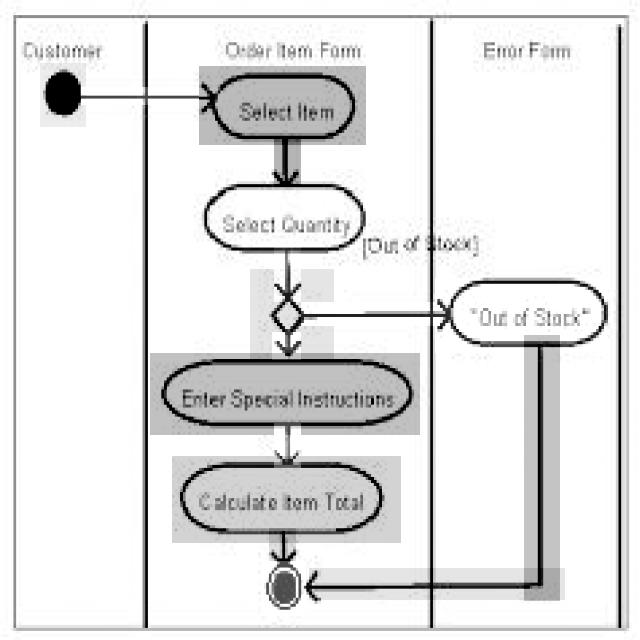 Customer
Order Item Form
Error Form
Select Item
Select Quantity
[Out of Stock]
"Out of Stock"
Enter Special Instructions
Calculate Item Total